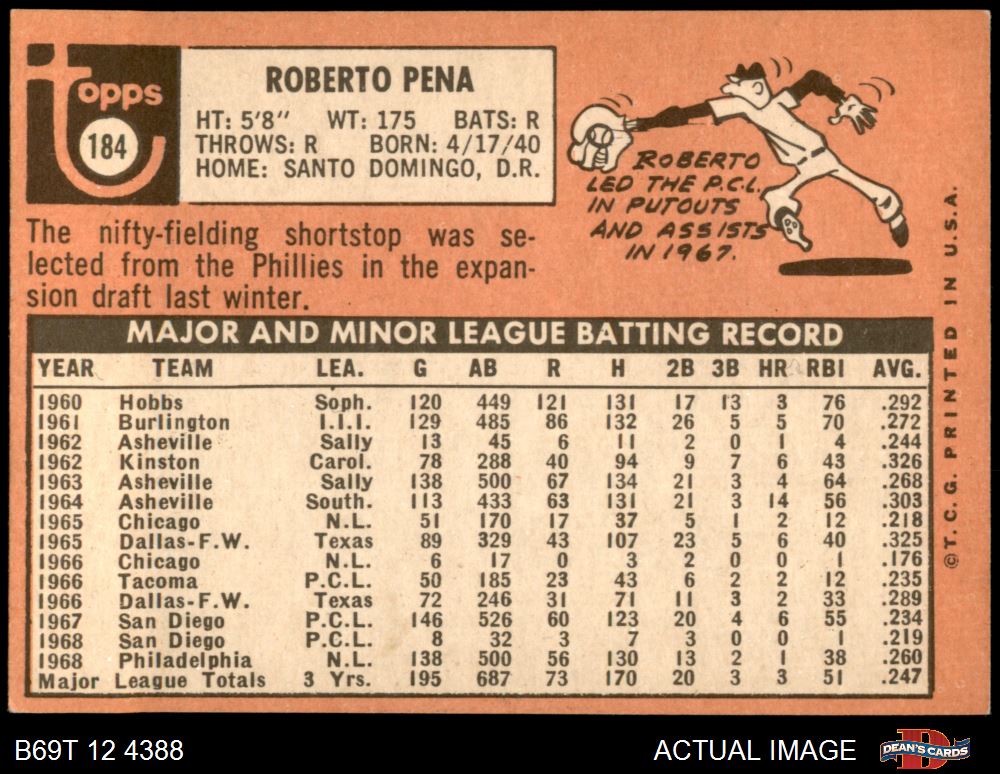 topps
184
ROBERTO PENA
HT: 5'8" WT: 175 BATS: R
THROWS: R BORN: 4/17/40
HOME: SANTO DOMINGO, D.R.
ROBERTO
LED THE P.C.L.
IN PUTOUTS
AND ASSISTS
IN 1967.
The nifty-fielding shortstop was se-
lected from the Phillies in the expan-
sion draft last winter.
MAJOR AND MINOR LEAGUE BATTING RECORD
YEAR TEAM LEA. G AB R H 2B 3B HR RBI AVG.
1960 Hobbs Soph. 120 449 121 131 17 13 3 76 .292
1961 Burlington I.I.I. 129 485 86 132 26 5 5 70 .272
1962 Asheville Sally 13 45 6 11 2 0 1 4 .244
1962 Kinston Carol. 78 288 40 94 9 7 6 43 .326
1963 Asheville Sally 138 500 67 134 21 3 4 64 .268
1964 Asheville South. 113 433 63 131 21 3 14 56 .303
1965 Chicago N.L. 51 170 17 37 5 1 2 12 .218
1965 Dallas-F.W. Texas 89 329 43 107 23 5 6 40 .325
1966 Chicago N.L. 6 17 0 3 2 0 0 1 .176
1966 Tacoma P.C.L. 50 185 23 43 6 2 2 12 .235
1966 Dallas-F.W. Texas 72 246 31 71 11 3 2 33 .289
1967 San Diego P.C.L. 146 526 60 123 20 4 6 55 .234
1968 San Diego P.C.L. 8 32 3 7 3 0 0 1 .219
1968 Philadelphia N.L. 138 500 56 130 13 2 1 38 .260
Major League Totals 3 Yrs. 195 687 73 170 20 3 3 51 .247
©T.C.G. PRINTED IN U.S.A.
B69T 12 4388 ACTUAL IMAGE
DEAN'S CARDS